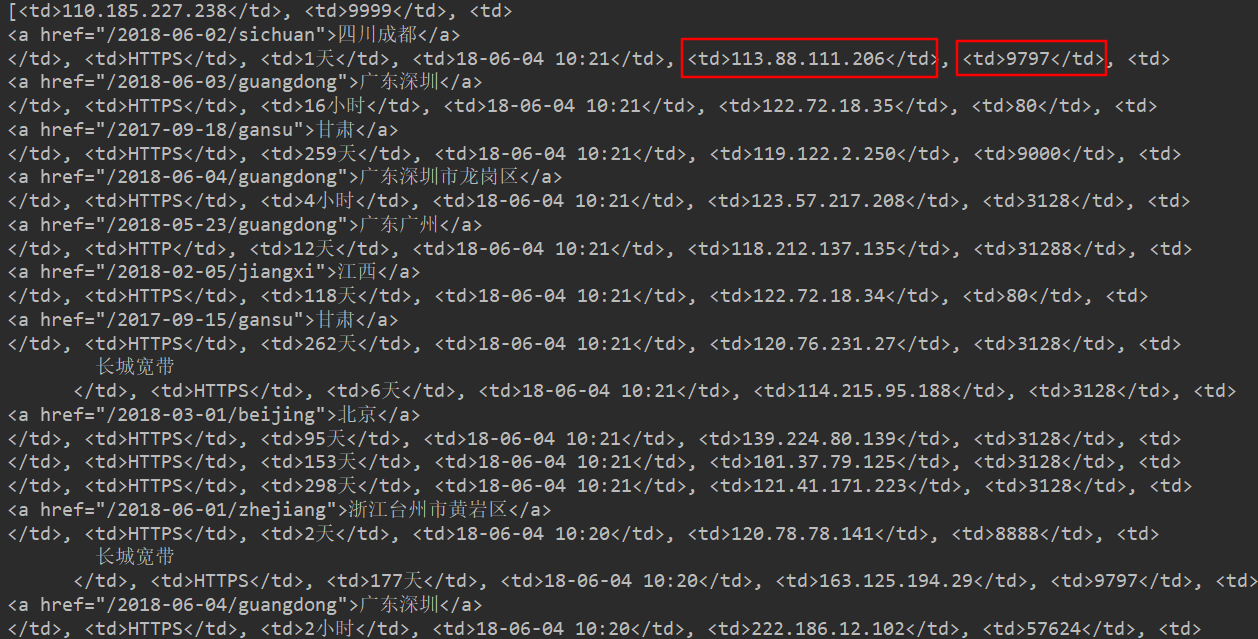 [<td>110.185.227.238</td>, <td>9999</td>, <td>
<a href="/2018-06-02/sichuan">四川成都</a>
</td>, <td>HTTPS</td>, <td>1天</td>, <td>18-06-04 10:21</td>, <td>113.88.111.206</td>, <td>9797</td>, <td>
<a href="/2018-06-03/guangdong">广东深圳</a>
</td>, <td>HTTPS</td>, <td>16小时</td>, <td>18-06-04 10:21</td>, <td>122.72.18.35</td>, <td>80</td>, <td>
<a href="/2017-09-18/gansu">甘肃</a>
</td>, <td>HTTPS</td>, <td>259天</td>, <td>18-06-04 10:21</td>, <td>119.122.2.250</td>, <td>9000</td>, <td>
<a href="/2018-06-04/guangdong">广东深圳市龙岗区</a>
</td>, <td>HTTPS</td>, <td>4小时</td>, <td>18-06-04 10:21</td>, <td>123.57.217.208</td>, <td>3128</td>, <td>
<a href="/2018-05-23/guangdong">广东广州</a>
</td>, <td>HTTP</td>, <td>12天</td>, <td>18-06-04 10:21</td>, <td>118.212.137.135</td>, <td>31288</td>, <td>
<a href="/2018-02-05/jiangxi">江西</a>
</td>, <td>HTTPS</td>, <td>118天</td>, <td>18-06-04 10:21</td>, <td>122.72.18.34</td>, <td>80</td>, <td>
<a href="/2017-09-15/gansu">甘肃</a>
</td>, <td>HTTPS</td>, <td>262天</td>, <td>18-06-04 10:21</td>, <td>120.76.231.27</td>, <td>3128</td>, <td>
长城宽带
</td>, <td>HTTPS</td>, <td>6天</td>, <td>18-06-04 10:21</td>, <td>114.215.95.188</td>, <td>3128</td>, <td>
<a href="/2018-03-01/beijing">北京</a>
</td>, <td>HTTPS</td>, <td>95天</td>, <td>18-06-04 10:21</td>, <td>139.224.80.139</td>, <td>3128</td>, <td>
</td>, <td>HTTPS</td>, <td>153天</td>, <td>18-06-04 10:21</td>, <td>101.37.79.125</td>, <td>3128</td>, <td>
</td>, <td>HTTPS</td>, <td>298天</td>, <td>18-06-04 10:21</td>, <td>121.41.171.223</td>, <td>3128</td>, <td>
<a href="/2018-06-01/zhejiang">浙江台州市黄岩区</a>
</td>, <td>HTTPS</td>, <td>2天</td>, <td>18-06-04 10:20</td>, <td>120.78.78.141</td>, <td>8888</td>, <td>
长城宽带
</td>, <td>HTTPS</td>, <td>177天</td>, <td>18-06-04 10:20</td>, <td>163.125.194.29</td>, <td>9797</td>, <td>
<a href="/2018-06-04/guangdong">广东深圳</a>
</td>, <td>HTTPS</td>, <td>2小时</td>, <td>18-06-04 10:20</td>, <td>222.186.12.102</td>, <td>57624</td>, <td>